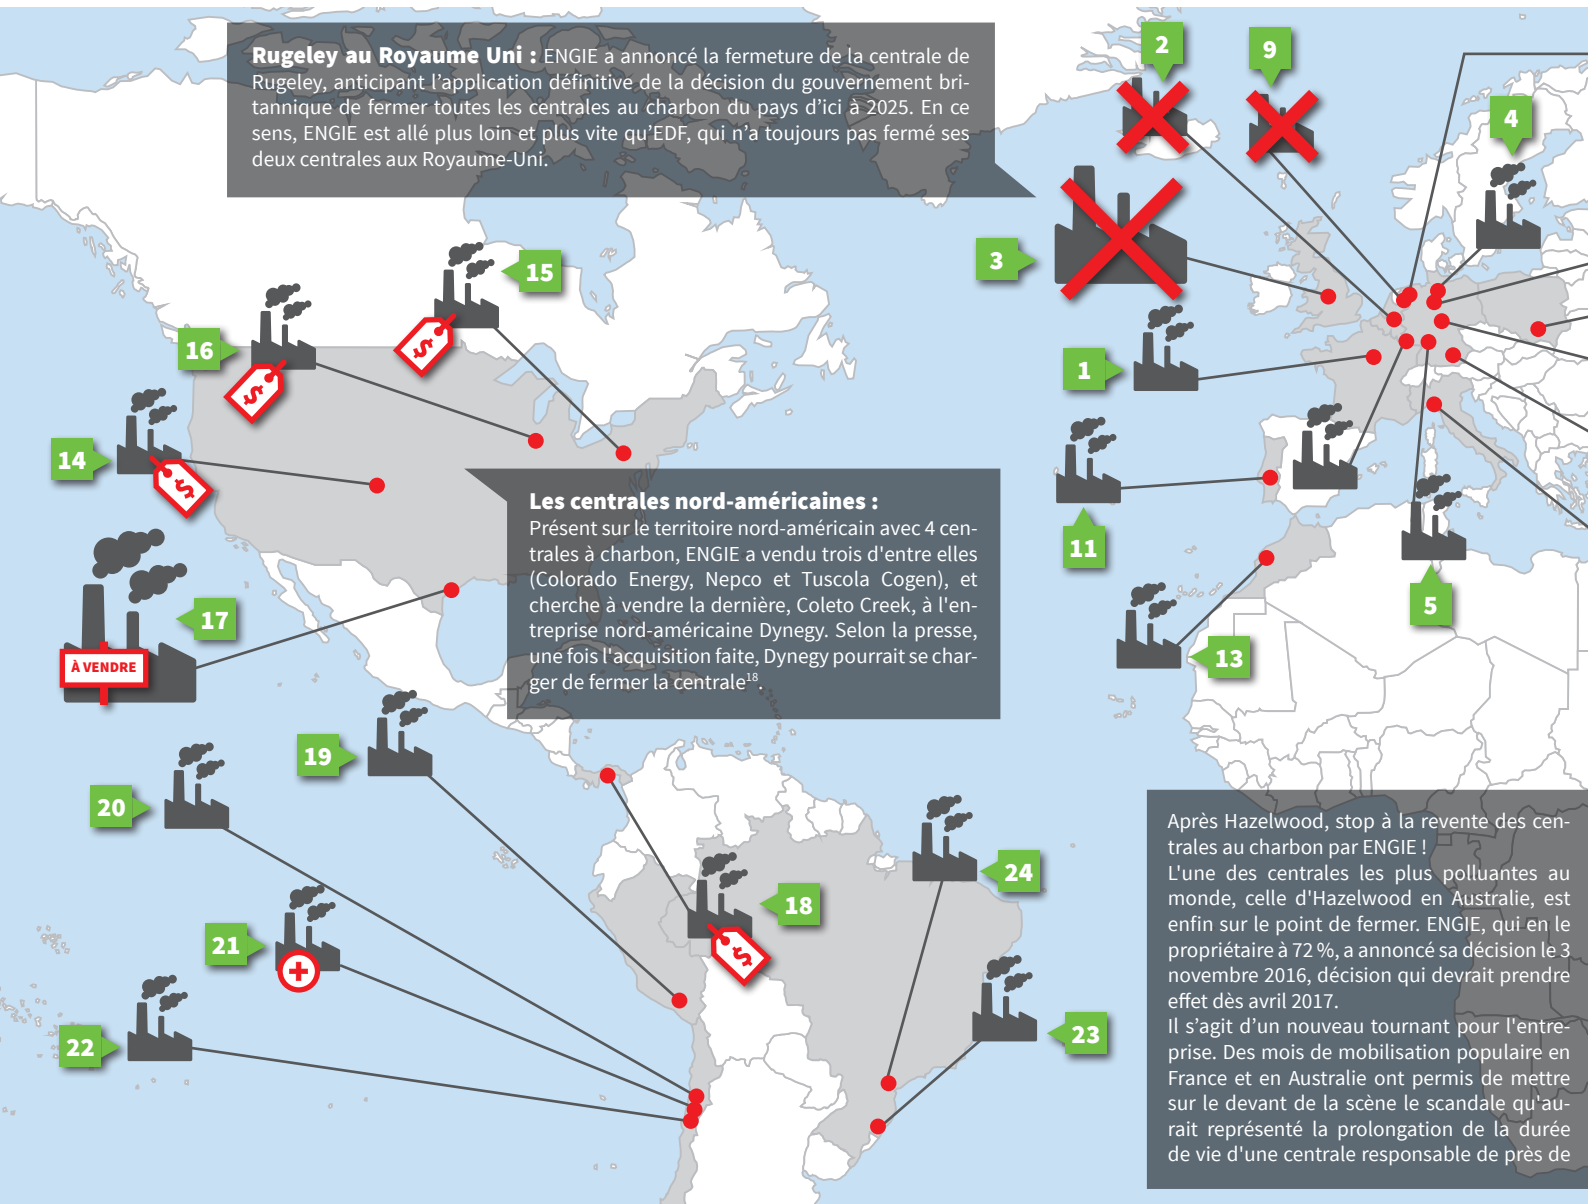 Rugeley au Royaume Uni : ENGIE a annoncé la fermeture de la centrale de
Rugeley, anticipant l'application définitive de la décision du gouvernement bri-
tannique de fermer toutes les centrales au charbon du pays d'ici à 2025. En ce
sens, ENGIE est allé plus loin et plus vite qu'EDF, qui n'a toujours pas fermé ses
deux centrales aux Royaume-Uni.
2
9
4
3
15
16
1
14
11
17
À VENDRE
Les centrales nord-américaines :
Présent sur le territoire nord-américain avec 4 cen-
trales à charbon, ENGIE a vendu trois d'entre elles
(Colorado Energy, Nepco et Tuscola Cogen), et
cherche à vendre la dernière, Coleto Creek, à l'en-
treprise nord-américaine Dynegy. Selon la presse,
une fois l'acquisition faite, Dynegy pourrait se char-
ger de fermer la centrale18.
5
13
19
20
18
24
21
22
23
$
$
$
$
Après Hazelwood, stop à la revente des cen-
trales au charbon par ENGIE !
L'une des centrales les plus polluantes au
monde, celle d'Hazelwood en Australie, est
enfin sur le point de fermer. ENGIE, qui en le
propriétaire à 72 %, a annoncé sa décision le 3
novembre 2016, décision qui devrait prendre
effet dès avril 2017.
Il s'agit d'un nouveau tournant pour l'entre-
prise. Des mois de mobilisation populaire en
France et en Australie ont permis de mettre
sur le devant de la scène le scandale qu'au-
rait représenté la prolongation de la durée
de vie d'une centrale responsable de près de